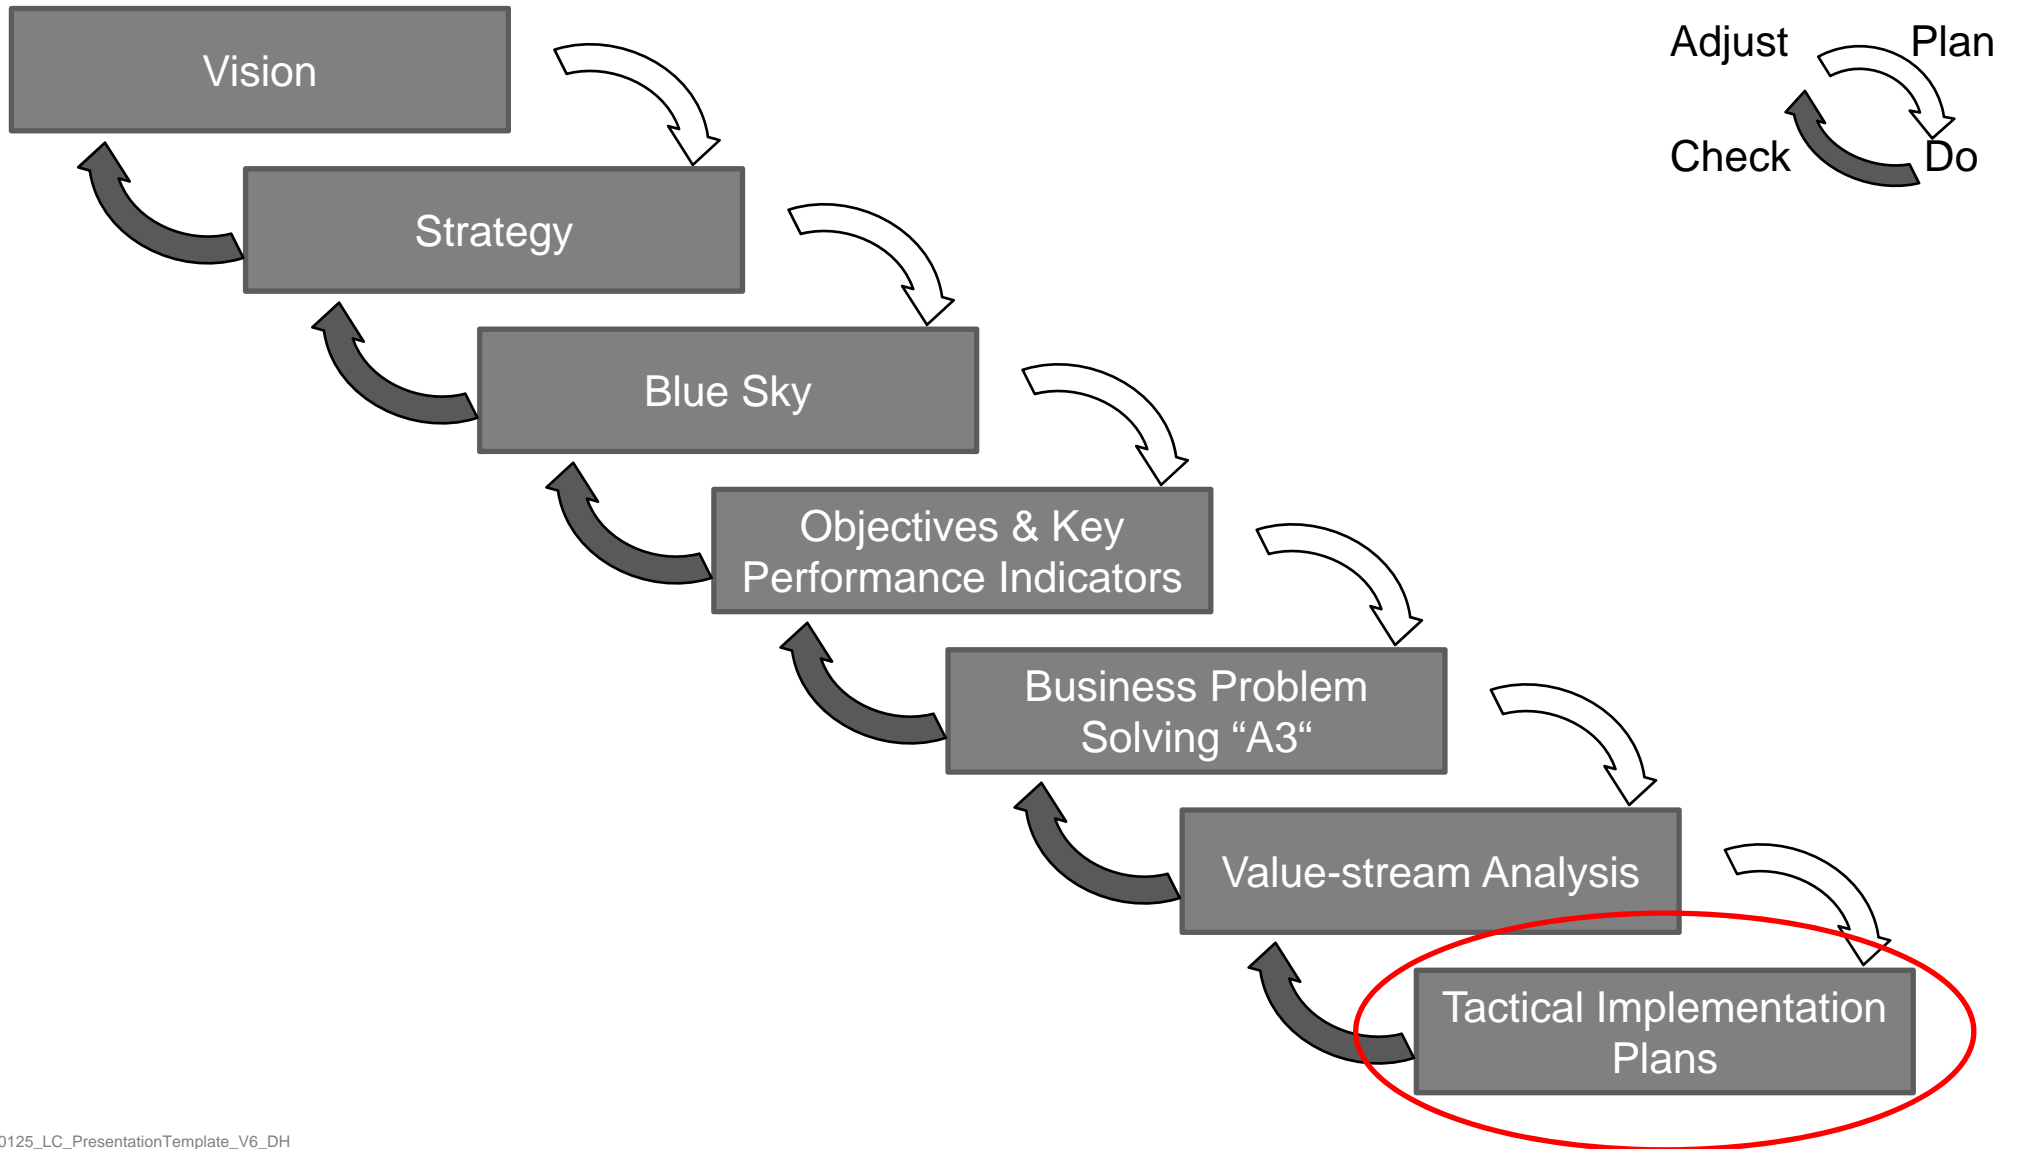 Vision
Adjust
Plan
Check
Do
Strategy
Blue Sky
Objectives & Key
Performance Indicators
Business Problem
Solving “A3“
Value-stream Analysis
Tactical Implementation
Plans
0125_LC_PresentationTemplate_V6_DH